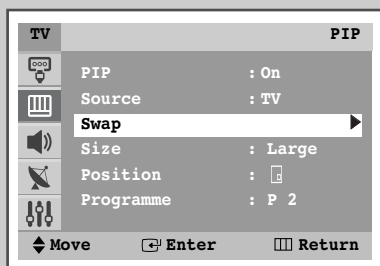 TV PIP
PIP : On
Source : TV
Swap
Size : Large
Position :
Programme : P 2
Move Enter Return